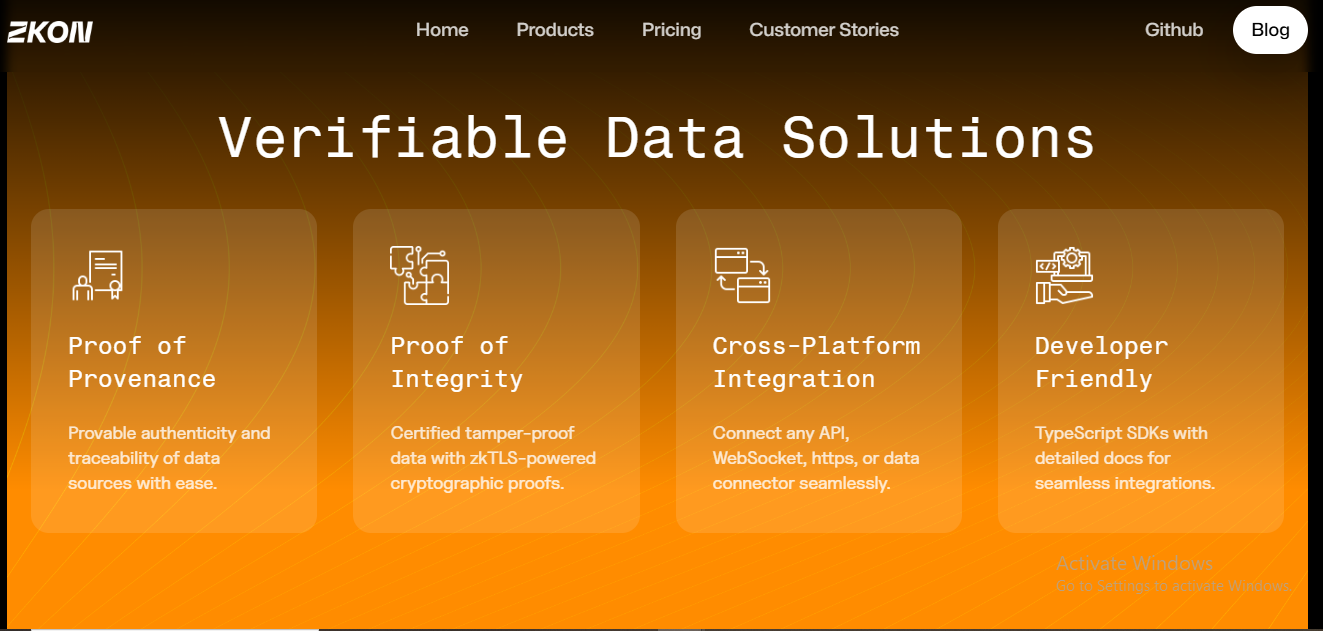 ZKON
Home Products Pricing Customer Stories Github Blog
Verifiable Data Solutions
Proof of
Provenance
Provable authenticity and
traceability of data
sources with ease.
Proof of
Integrity
Certified tamper-proof
data with zkTLS-powered
cryptographic proofs.
Cross-Platform
Integration
Connect any API,
WebSocket, https, or data
connector seamlessly.
Developer
Friendly
TypeScript SDKs with
detailed docs for
seamless integrations.
Activate Windows
Go to Settings to activate Windows.